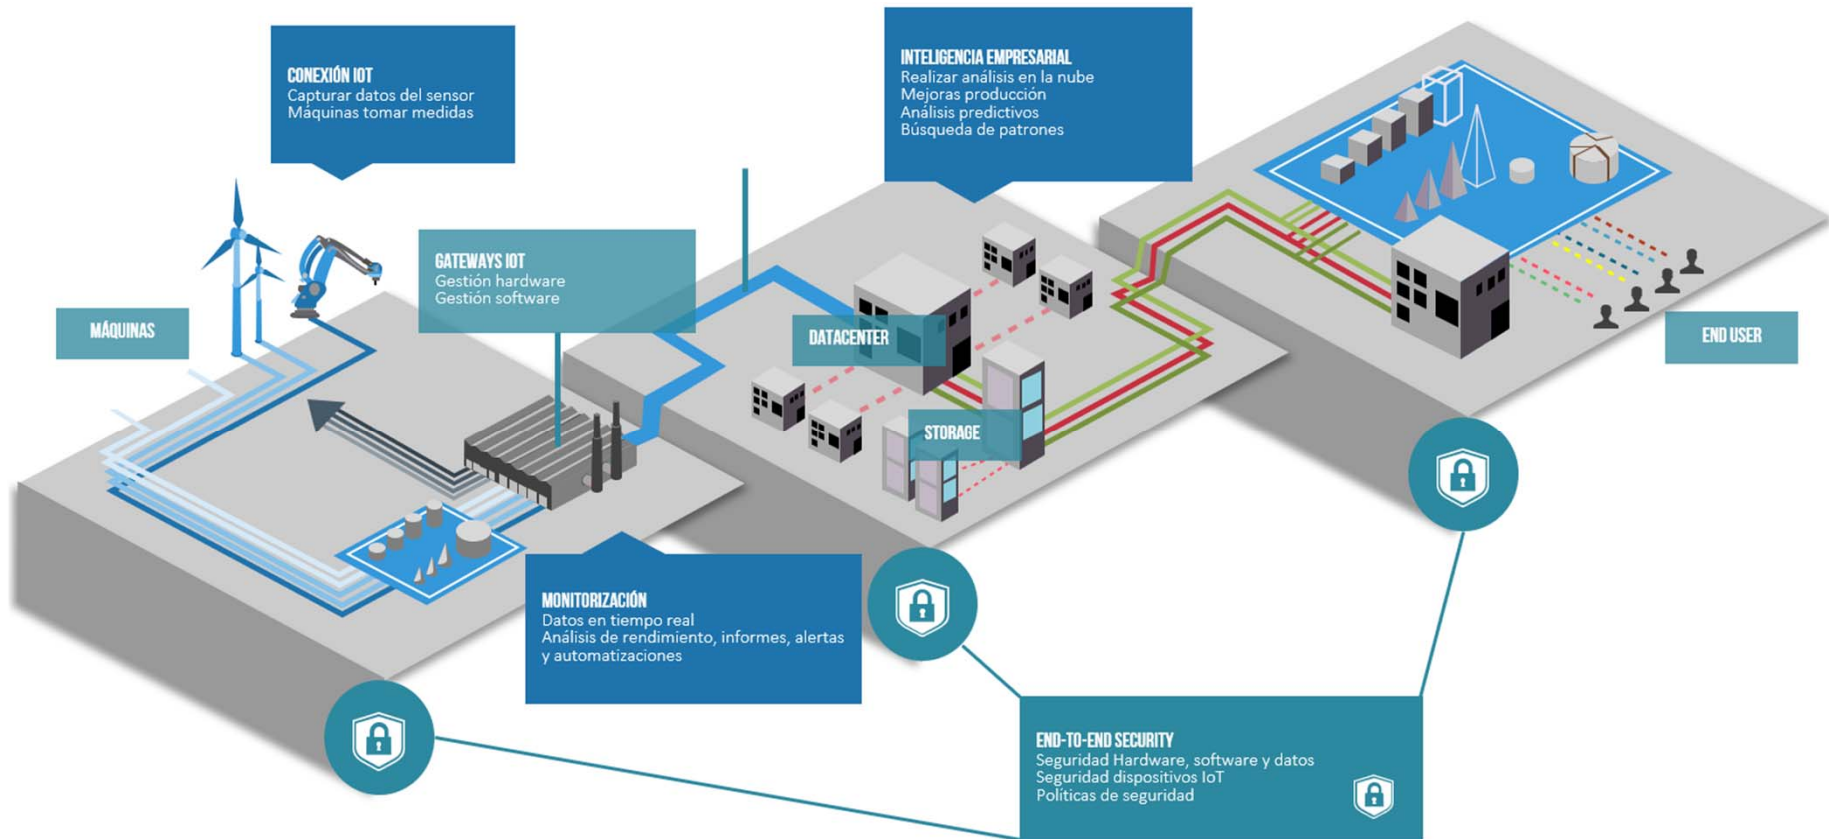 CONEXIÓN IOT
Capturar datos del sensor
Máquinas tomar medidas
INTELIGENCIA EMPRESARIAL
Realizar análisis en la nube
Mejoras producción
Análisis predictivos
Búsqueda de patrones
GATEWAYS IOT
Gestión hardware
Gestión software
MÁQUINAS
DATACENTER
END USER
STORAGE
MONITORIZACIÓN
Datos en tiempo real
Análisis de rendimiento, informes, alertas
y automatizaciones
END-TO-END SECURITY
Seguridad Hardware, software y datos
Seguridad dispositivos IoT
Políticas de seguridad